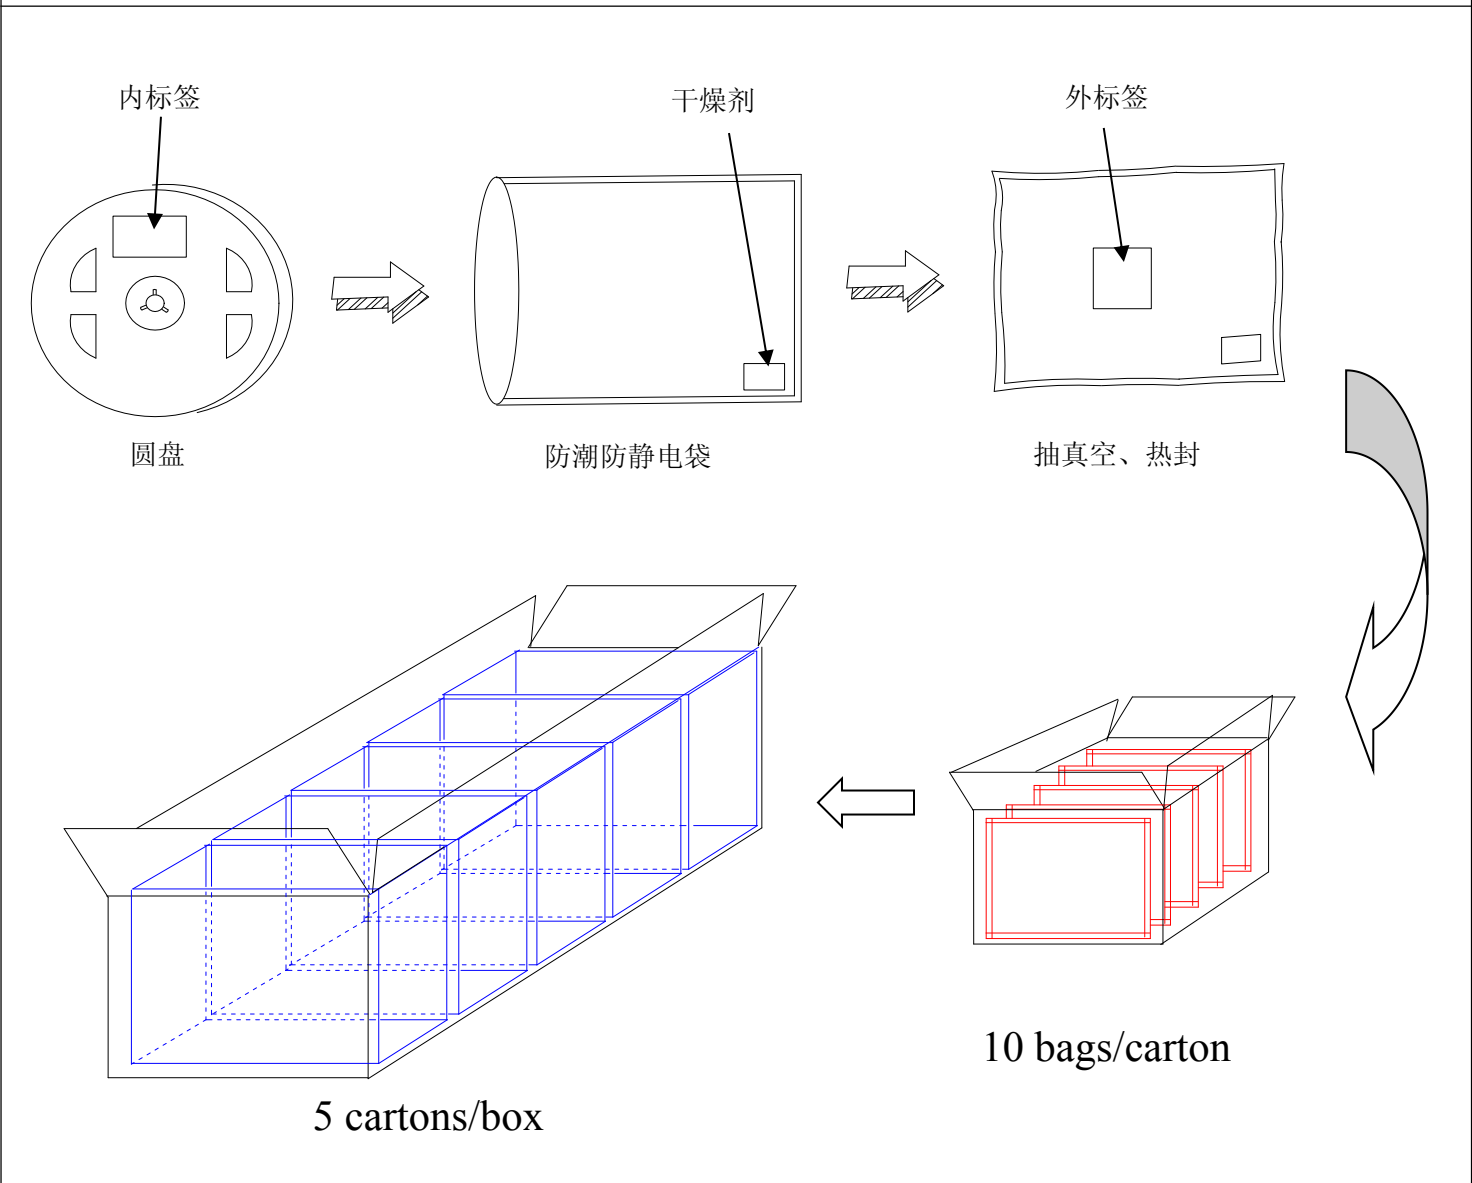 内标签
干燥剂
外标签
圆盘
防潮防静电袋
抽真空、热封
10 bags/carton
5 cartons/box